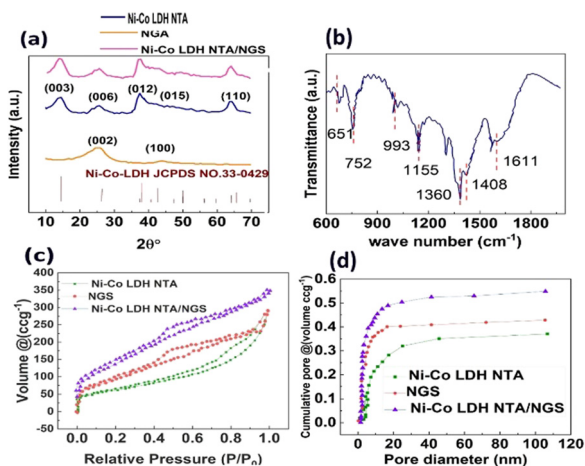 (a)
Ni-Co LDH NTA
NGA
Ni-Co LDH NTA/NGS
(003)
(006)
(012)
(015)
(110)
(002)
(100)
Ni-Co-LDH JCPDS NO.33-0429
Intensity (a.u.)
10 20 30 40 50 60 70
2θ°
(b)
Transmittance (a.u.)
651
752
993
1155
1360
1408
1611
600 900 1200 1500 1800
wave number (cm⁻¹)
(c)
Ni-Co LDH NTA
NGS
Ni-Co LDH NTA/NGS
Volume @(ccg⁻¹)
400
350
300
250
200
150
100
50
0
-50
0.0 0.2 0.4 0.6 0.8 1.0
Relative Pressure (P/P₀)
(d)
Ni-Co LDH NTA
NGS
Ni-Co LDH NTA/NGS
Cumulative pore @(volume ccg⁻¹)
0.6
0.5
0.4
0.3
0.2
0.1
0.0
0 20 40 60 80 100
Pore diameter (nm)